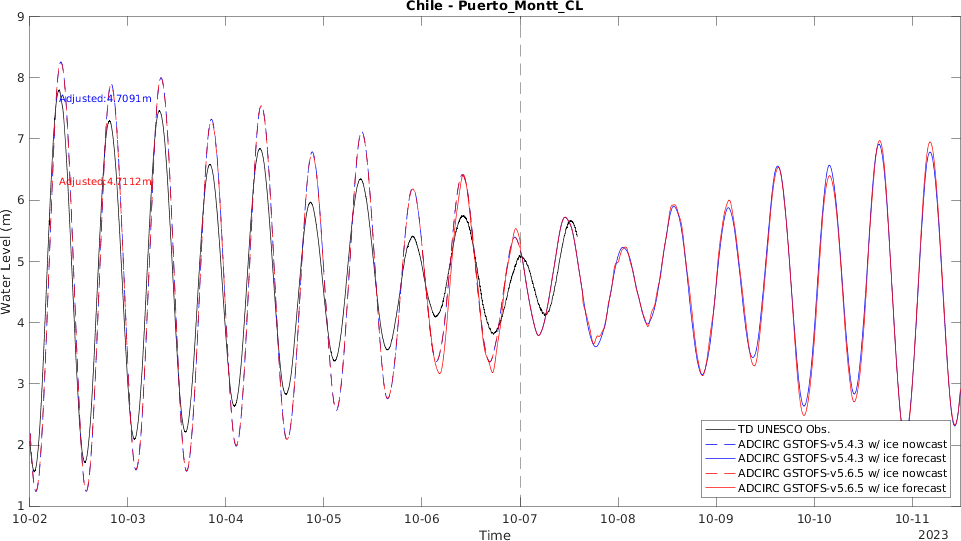 Chile - Puerto_Montt_CL
9
8
7
6
5
4
3
2
1
Water Level (m)
Adjusted:4.7091m
Adjusted:4.7112m
TD UNESCO Obs.
ADCIRC GSTOFS-v5.4.3 w/ ice nowcast
ADCIRC GSTOFS-v5.4.3 w/ ice forecast
ADCIRC GSTOFS-v5.6.5 w/ ice nowcast
ADCIRC GSTOFS-v5.6.5 w/ ice forecast
10-02 10-03 10-04 10-05 10-06 10-07 10-08 10-09 10-10 10-11
Time
2023